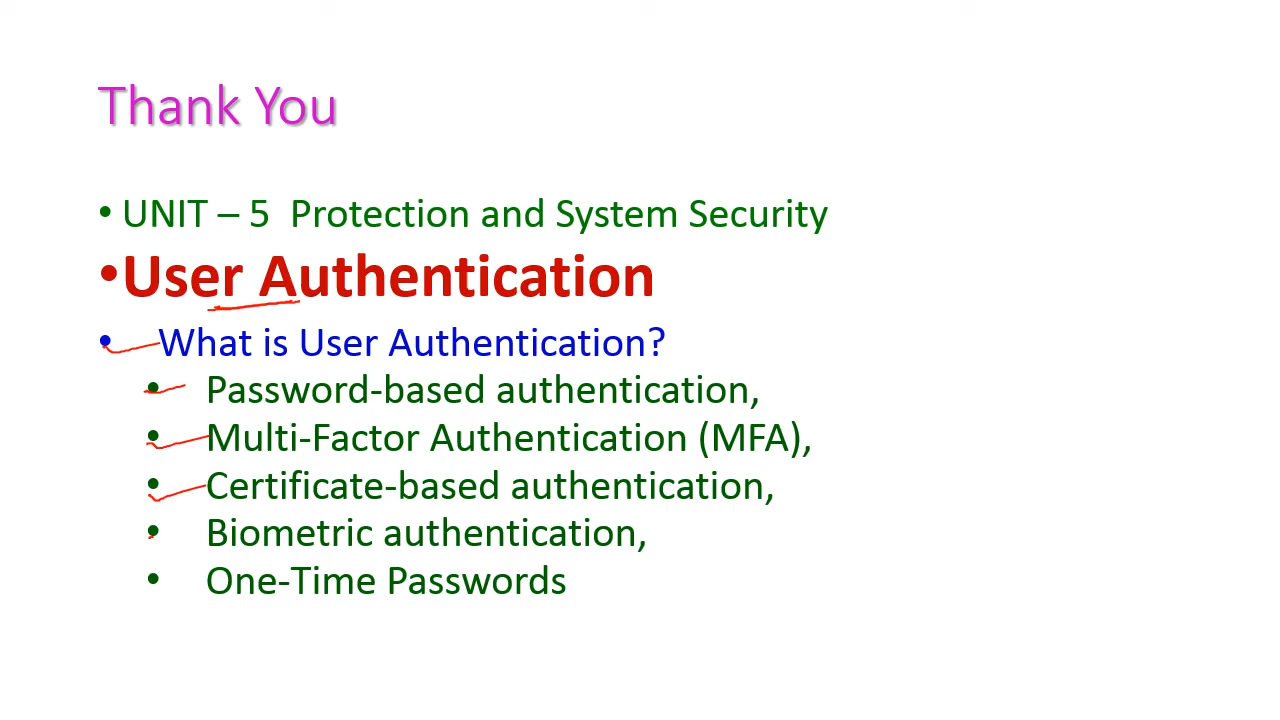 Thank You
• UNIT – 5 Protection and System Security
•User Authentication
• What is User Authentication?
• Password-based authentication,
• Multi-Factor Authentication (MFA),
• Certificate-based authentication,
• Biometric authentication,
• One-Time Passwords